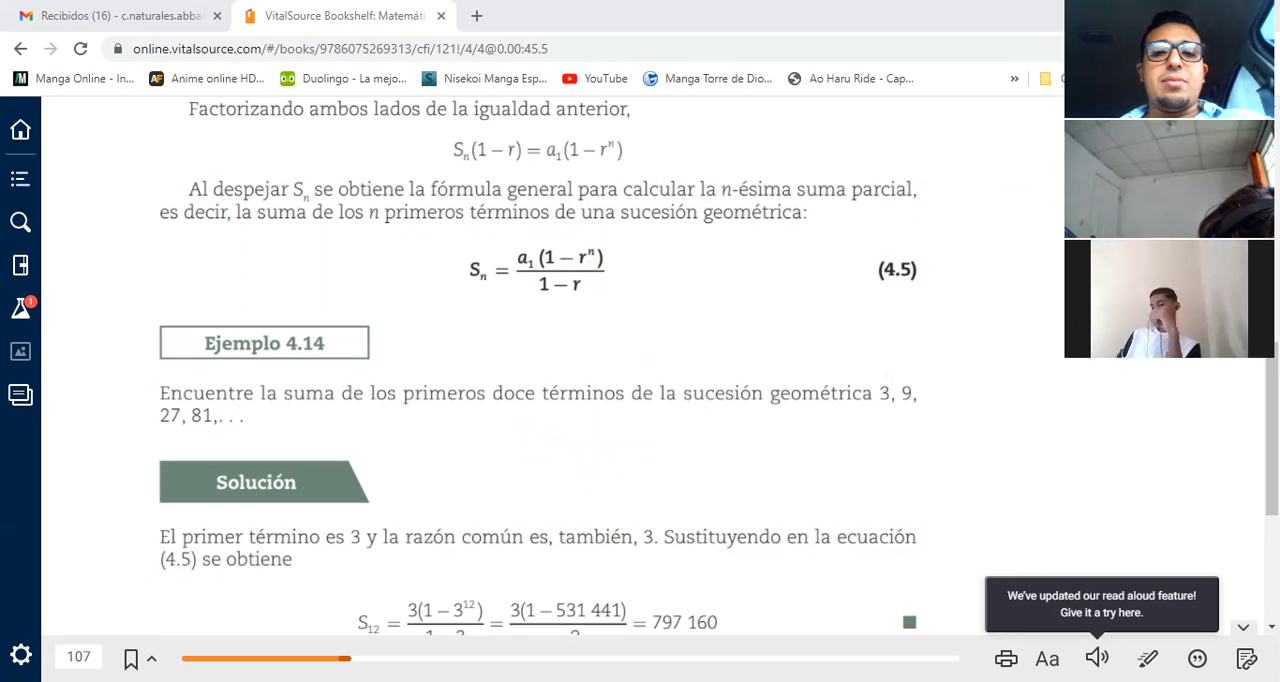 Recibidos (16) - c.naturales.abba
VitalSource Bookshelf: Matemáti
online.vitalsource.com/#/books/9786075269313/cfi/121!/4/4@0.00:45.5
Manga Online - In... Anime online HD... Duolingo - La mejo... Nisekoi Manga Esp... YouTube Manga Torre de Dio... Ao Haru Ride - Cap... »
Factorizando ambos lados de la igualdad anterior,
Sₙ(1 – r) = a₁(1 – rⁿ)
Al despejar Sₙ se obtiene la fórmula general para calcular la n-ésima suma parcial,
es decir, la suma de los n primeros términos de una sucesión geométrica:
Sₙ = a₁ (1 – rⁿ) / 1 – r (4.5)
Ejemplo 4.14
Encuentre la suma de los primeros doce términos de la sucesión geométrica 3, 9,
27, 81,. . .
Solución
El primer término es 3 y la razón común es, también, 3. Sustituyendo en la ecuación
(4.5) se obtiene
S₁₂ = 3(1 – 3¹²) = 3(1 – 531 441) = 797 160
We've updated our read aloud feature!
Give it a try here.
1
107
Aa